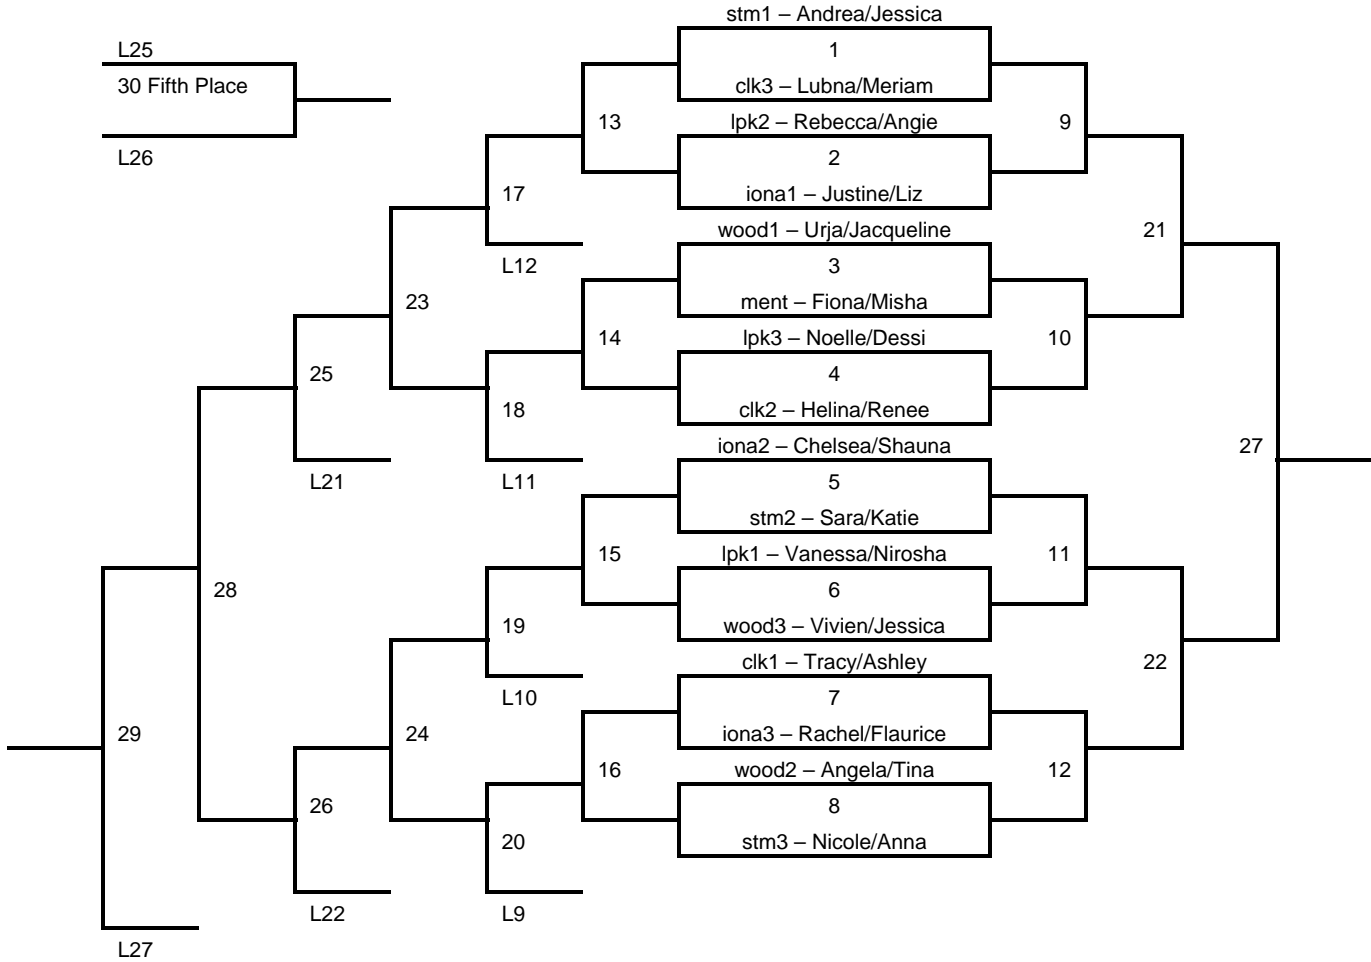 stm1 – Andrea/Jessica
L25
1
30 Fifth Place
clk3 – Lubna/Meriam
13
lpk2 – Rebecca/Angie
9
L26
2
17
iona1 – Justine/Liz
wood1 – Urja/Jacqueline
21
L12
3
23
ment – Fiona/Misha
14
lpk3 – Noelle/Dessi
10
25
4
18
clk2 – Helina/Renee
iona2 – Chelsea/Shauna
27
L21
L11
5
stm2 – Sara/Katie
15
lpk1 – Vanessa/Nirosha
11
28
6
19
wood3 – Vivien/Jessica
clk1 – Tracy/Ashley
22
L10
7
29
24
iona3 – Rachel/Flaurice
16
wood2 – Angela/Tina
12
26
8
20
stm3 – Nicole/Anna
L22
L9
L27